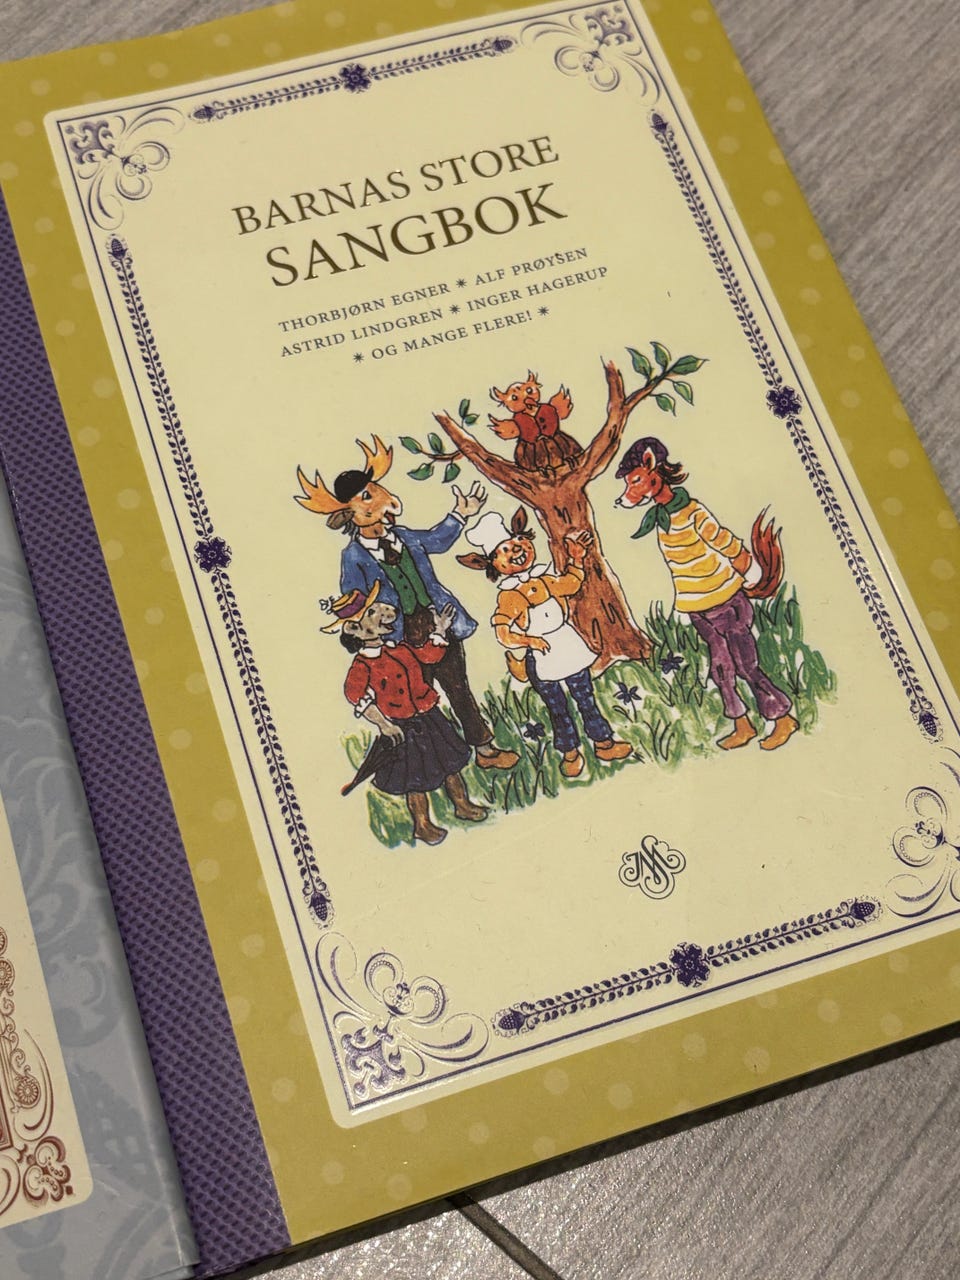 BARNAS STORE
SANGBOK
THORBJØRN EGNER * ALF PRØYSEN
ASTRID LINDGREN * INGER HAGERUP
* OG MANGE FLERE! *